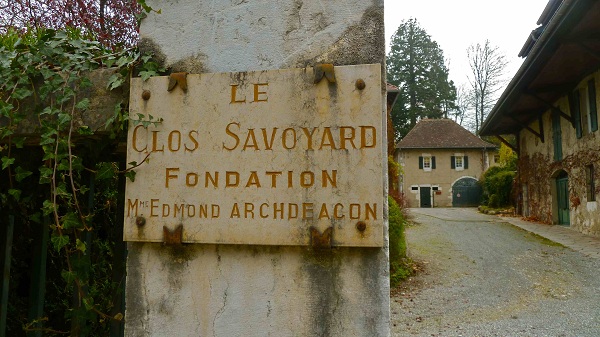 LE
CLOS SAVOYARD
FONDATION
MME EDMOND ARCHDEACON